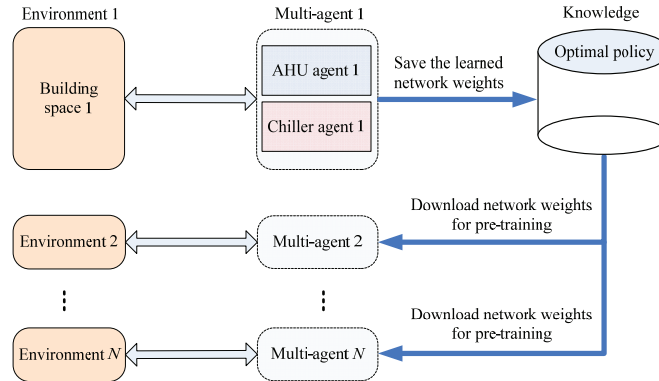 Environment 1
Multi-agent 1
Knowledge
Building
space 1
AHU agent 1
Chiller agent 1
Save the learned
network weights
Optimal policy
Download network weights
for pre-training
Environment 2
Multi-agent 2
Download network weights
for pre-training
Environment N
Multi-agent N